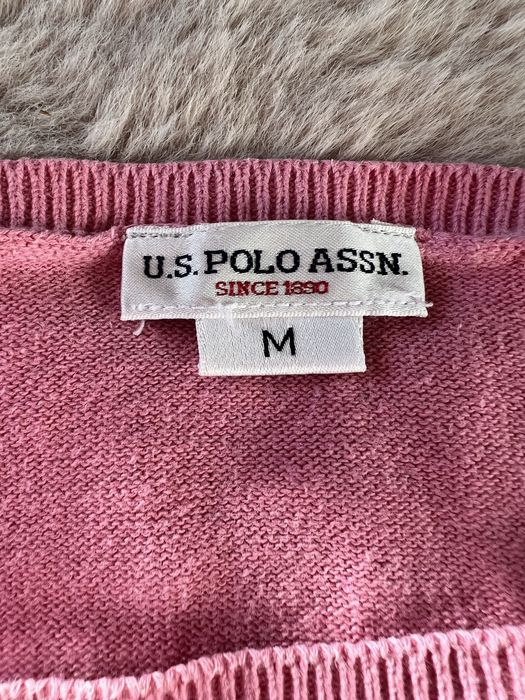 U.S. POLO ASSN.
SINCE 1890
M